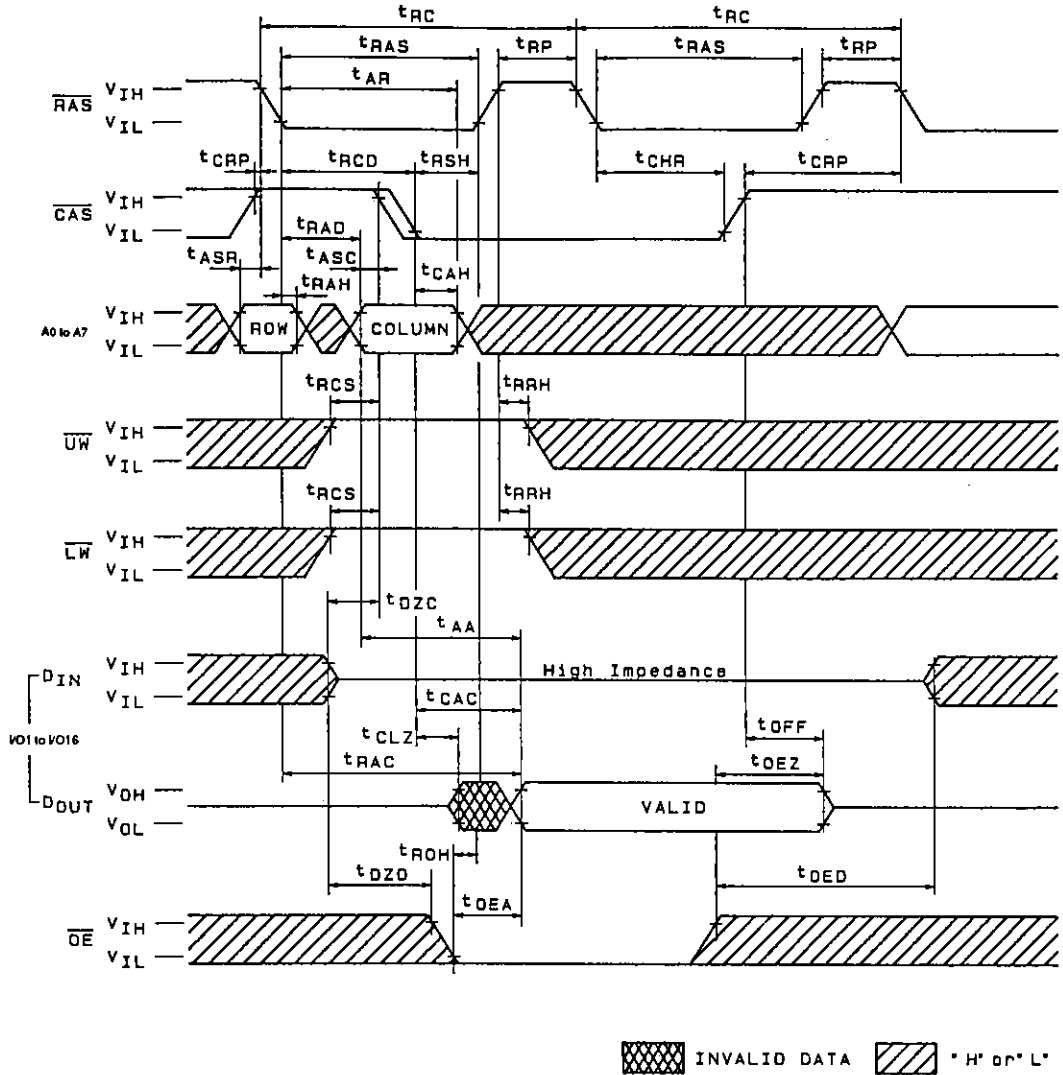 tRC tRC
tRAS tRP tRAS tRP
tAR
RAS VIH
VIL
tCRP tRCD tRSH tCHR tCRP
CAS VIH
VIL
tRAD
tASR tASC
tRAH tCAH
A0 to A7 VIH
VIL
ROW COLUMN
tRCS tRRH
UW VIH
VIL
tRCS tRRH
LW VIH
VIL
tDZC
tAA
DIN VIH
VIL
High Impedance
tCAC
I/O1 to I/O16
tCLZ tOFF
tRAC tOEZ
DOUT VOH
VOL
VALID
tROH
tDZO tOED
tOEA
OE VIH
VIL
INVALID DATA "H" or "L"